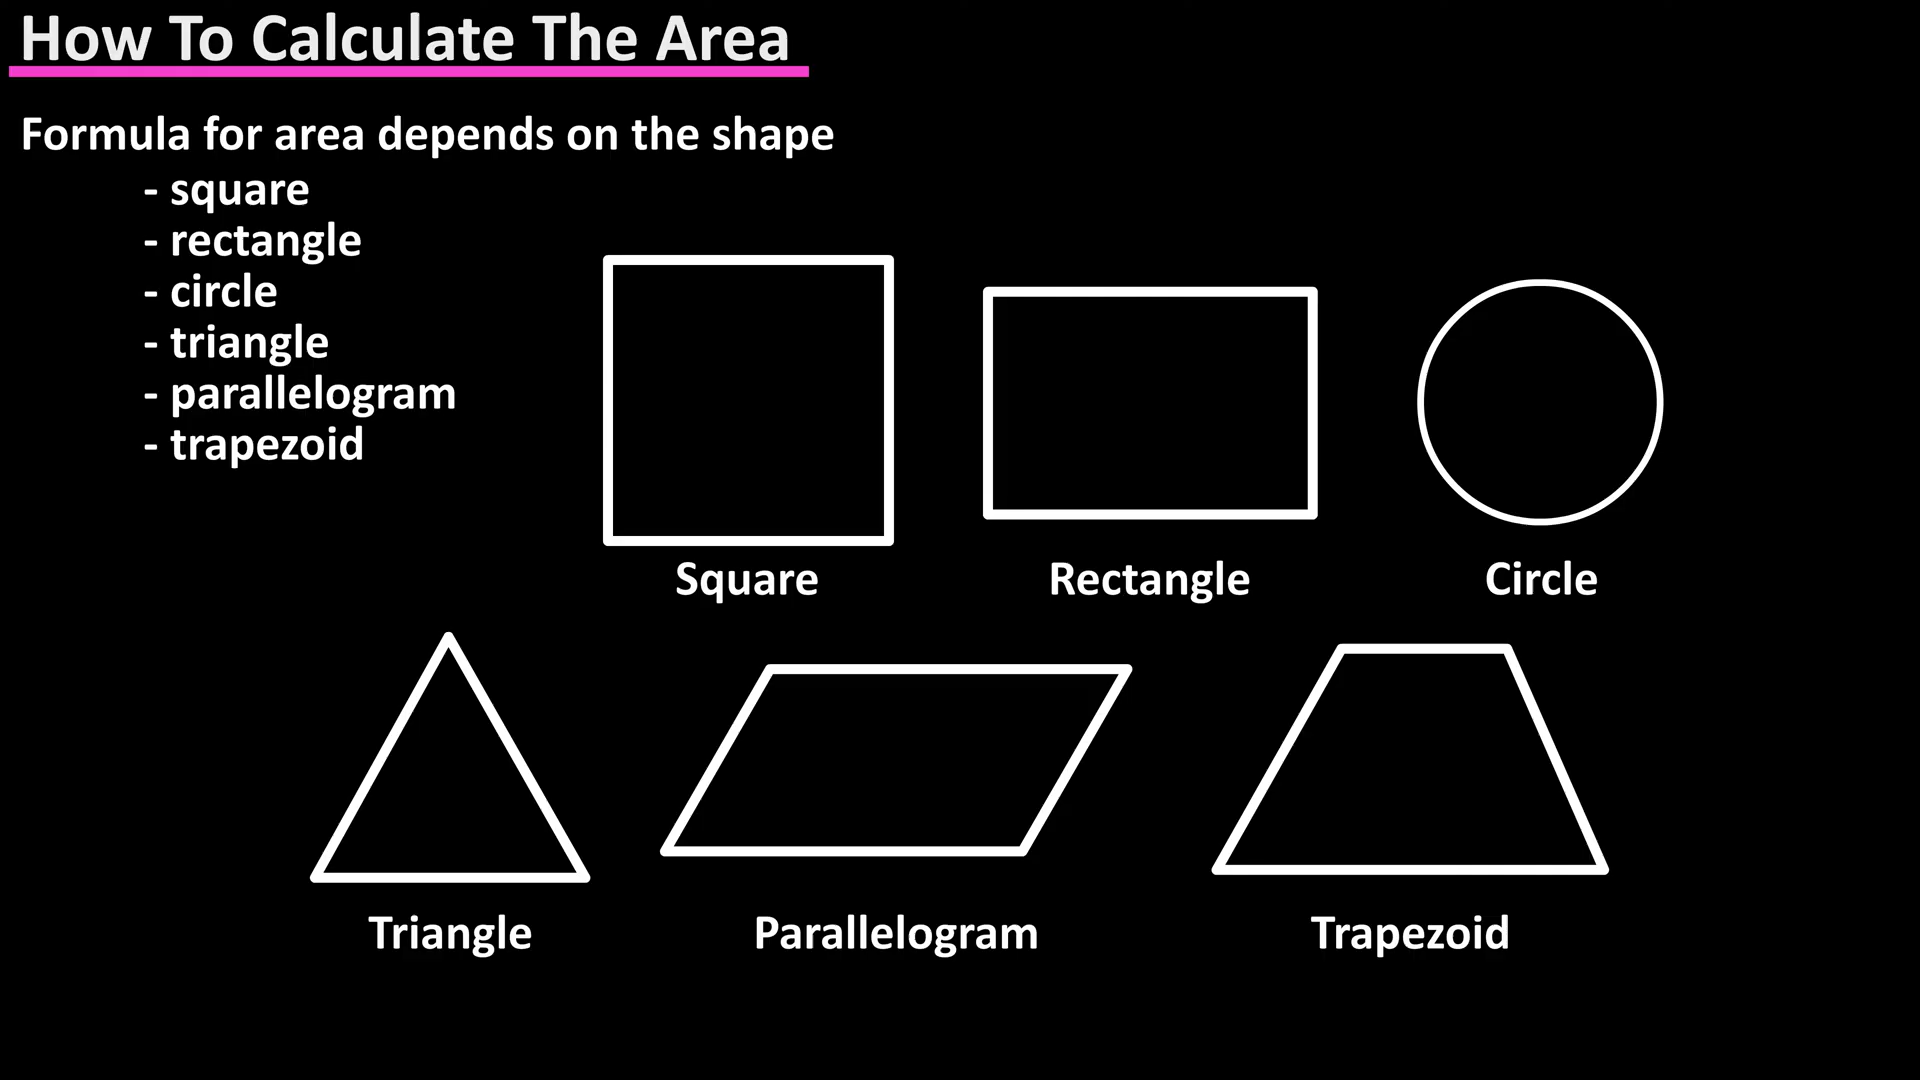 How To Calculate The Area
Formula for area depends on the shape
- square
- rectangle
- circle
- triangle
- parallelogram
- trapezoid
Square
Rectangle
Circle
Triangle
Parallelogram
Trapezoid